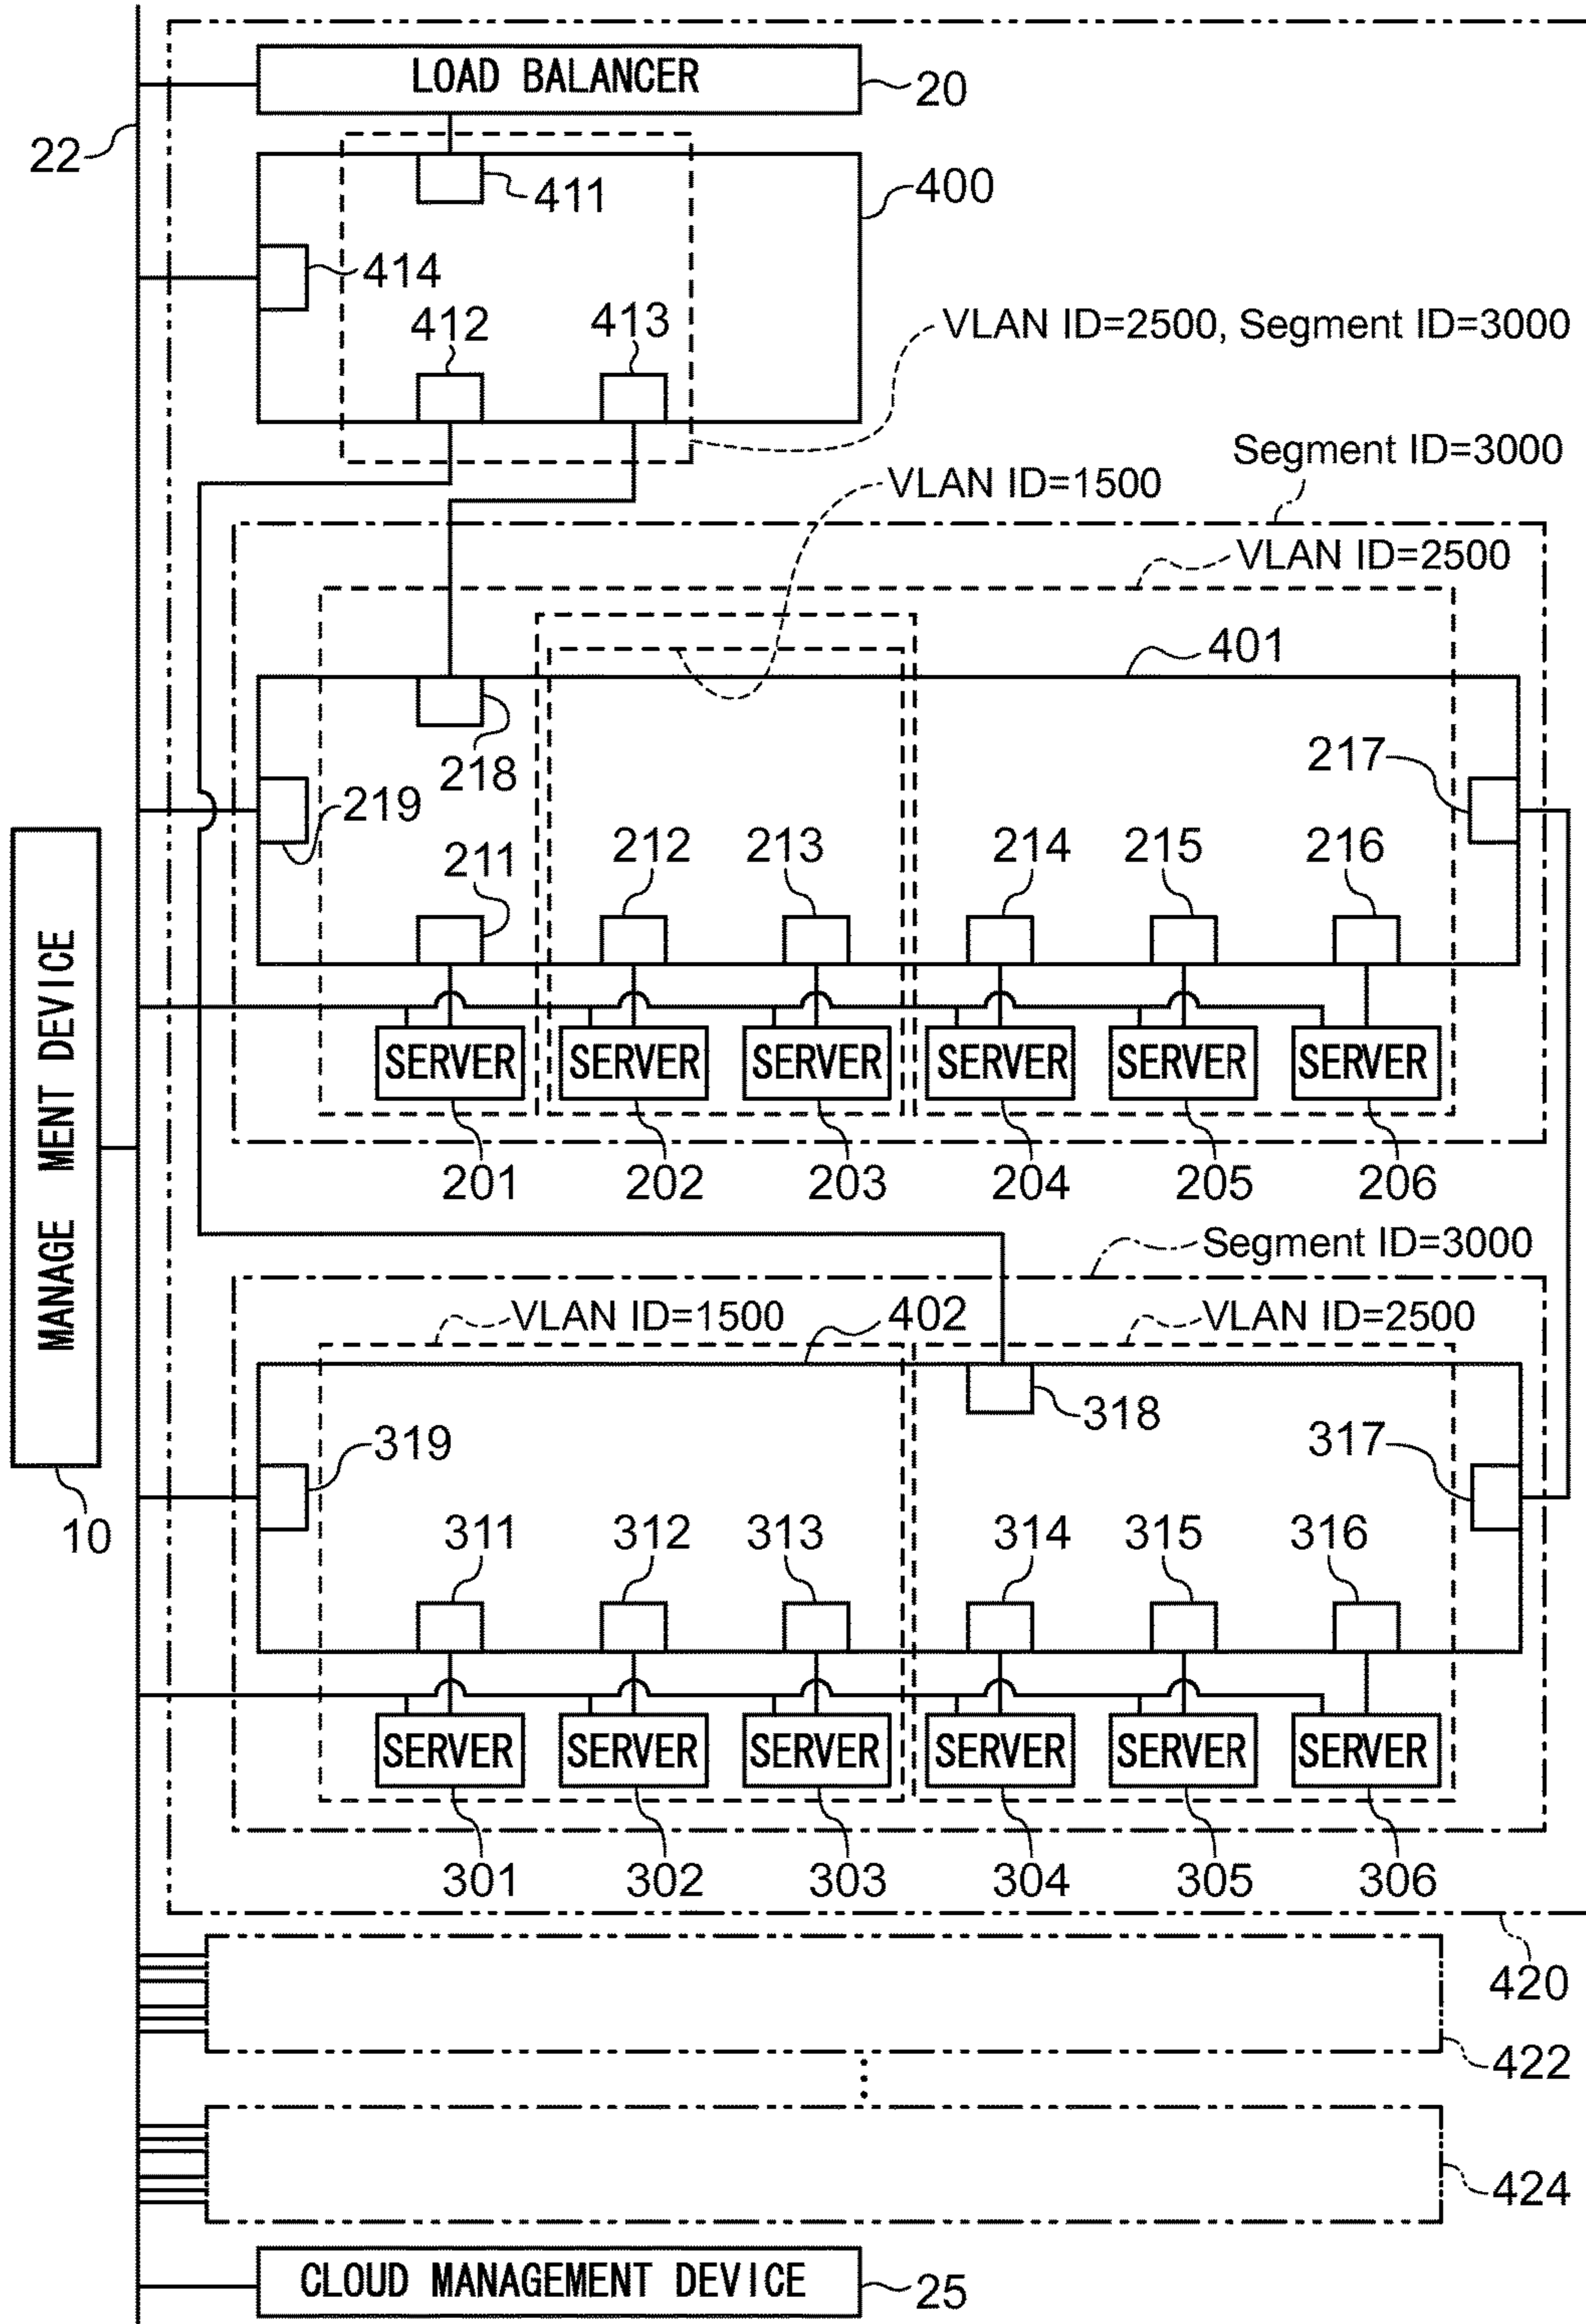 LOAD BALANCER
20
22
411
400
414
412
413
VLAN ID=2500, Segment ID=3000
Segment ID=3000
VLAN ID=1500
VLAN ID=2500
401
218
217
219
211
212
213
214
215
216
MANAGE MENT DEVICE
SERVER
SERVER
SERVER
SERVER
SERVER
SERVER
201
202
203
204
205
206
Segment ID=3000
VLAN ID=1500
402
VLAN ID=2500
318
319
317
10
311
312
313
314
315
316
SERVER
SERVER
SERVER
SERVER
SERVER
SERVER
301
302
303
304
305
306
420
422
424
CLOUD MANAGEMENT DEVICE
25